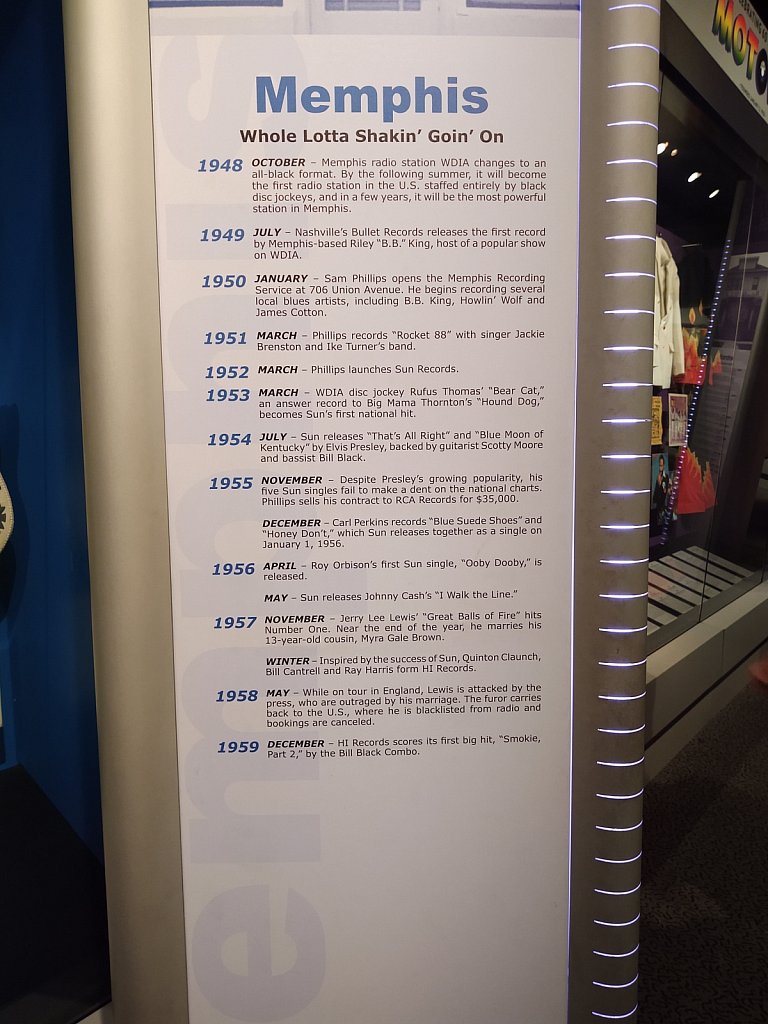 Memphis
Whole Lotta Shakin' Goin' On
1948 OCTOBER – Memphis radio station WDIA changes to an
all-black format. By the following summer, it will become
the first radio station in the U.S. staffed entirely by black
disc jockeys, and in a few years, it will be the most powerful
station in Memphis.
1949 JULY – Nashville's Bullet Records releases the first record
by Memphis-based Riley "B.B." King, host of a popular show
on WDIA.
1950 JANUARY – Sam Phillips opens the Memphis Recording
Service at 706 Union Avenue. He begins recording several
local blues artists, including B.B. King, Howlin' Wolf and
James Cotton.
1951 MARCH – Phillips records "Rocket 88" with singer Jackie
Brenston and Ike Turner's band.
1952 MARCH – Phillips launches Sun Records.
1953 MARCH – WDIA disc jockey Rufus Thomas' "Bear Cat,"
an answer record to Big Mama Thornton's "Hound Dog,"
becomes Sun's first national hit.
1954 JULY – Sun releases "That's All Right" and "Blue Moon of
Kentucky" by Elvis Presley, backed by guitarist Scotty Moore
and bassist Bill Black.
1955 NOVEMBER – Despite Presley's growing popularity, his
five Sun singles fail to make a dent on the national charts.
Phillips sells his contract to RCA Records for $35,000.
DECEMBER – Carl Perkins records "Blue Suede Shoes" and
"Honey Don't," which Sun releases together as a single on
January 1, 1956.
1956 APRIL – Roy Orbison's first Sun single, "Ooby Dooby," is
released.
MAY – Sun releases Johnny Cash's "I Walk the Line."
1957 NOVEMBER – Jerry Lee Lewis' "Great Balls of Fire" hits
Number One. Near the end of the year, he marries his
13-year-old cousin, Myra Gale Brown.
WINTER – Inspired by the success of Sun, Quinton Claunch,
Bill Cantrell and Ray Harris form HI Records.
1958 MAY – While on tour in England, Lewis is attacked by the
press, who are outraged by his marriage. The furor carries
back to the U.S., where he is blacklisted from radio and
bookings are canceled.
1959 DECEMBER – HI Records scores its first big hit, "Smokie,
Part 2," by the Bill Black Combo.
MOTO